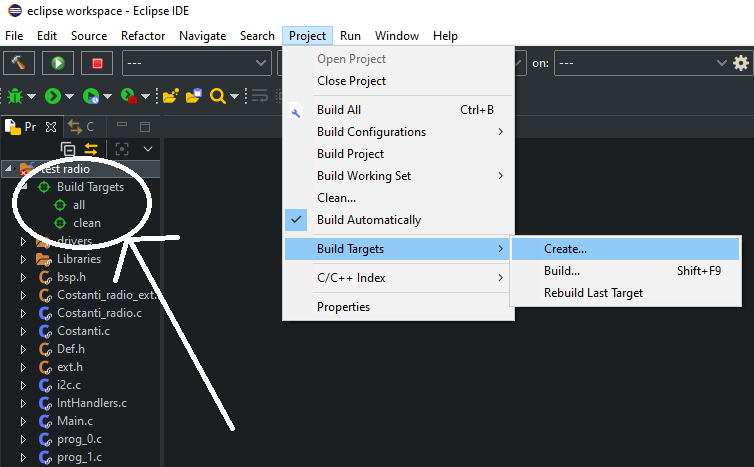 eclipse workspace - Eclipse IDE
File Edit Source Refactor Navigate Search Project Run Window Help
--- on: ---
Pr C
test radio
Build Targets
all
clean
drivers
Libraries
bsp.h
Costanti_radio_ext.
Costanti_radio.c
Costanti.c
Def.h
ext.h
i2c.c
IntHandlers.c
Main.c
prog_0.c
prog_1.c
Open Project
Close Project
Build All Ctrl+B
Build Configurations
Build Project
Build Working Set
Clean...
Build Automatically
Build Targets
C/C++ Index
Properties
Create...
Build... Shift+F9
Rebuild Last Target